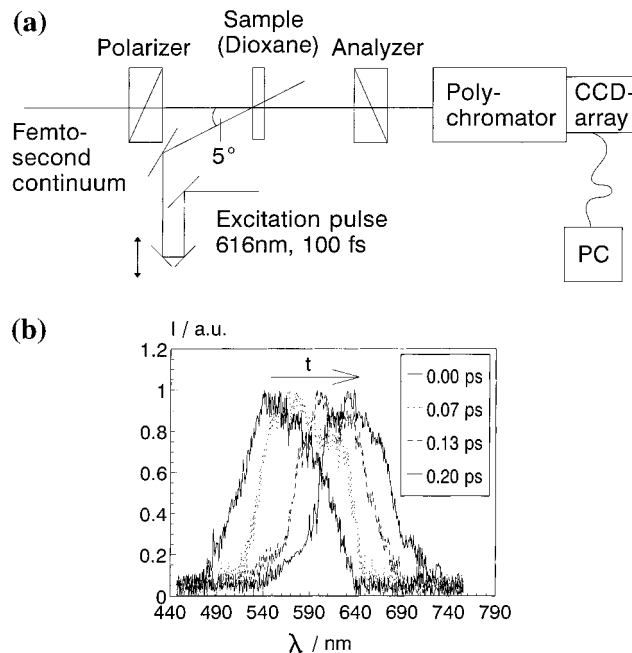 (a)
Sample
(Dioxane)
Polarizer
Analyzer
Poly-
chromator
CCD-
array
Femto-
second
continuum
5°
Excitation pulse
616nm, 100 fs
PC
(b)
I / a.u.
1.2
1
0.8
0.6
0.4
0.2
0
t
0.00 ps
0.07 ps
0.13 ps
0.20 ps
440 490 540 590 640 690 740 790
λ / nm